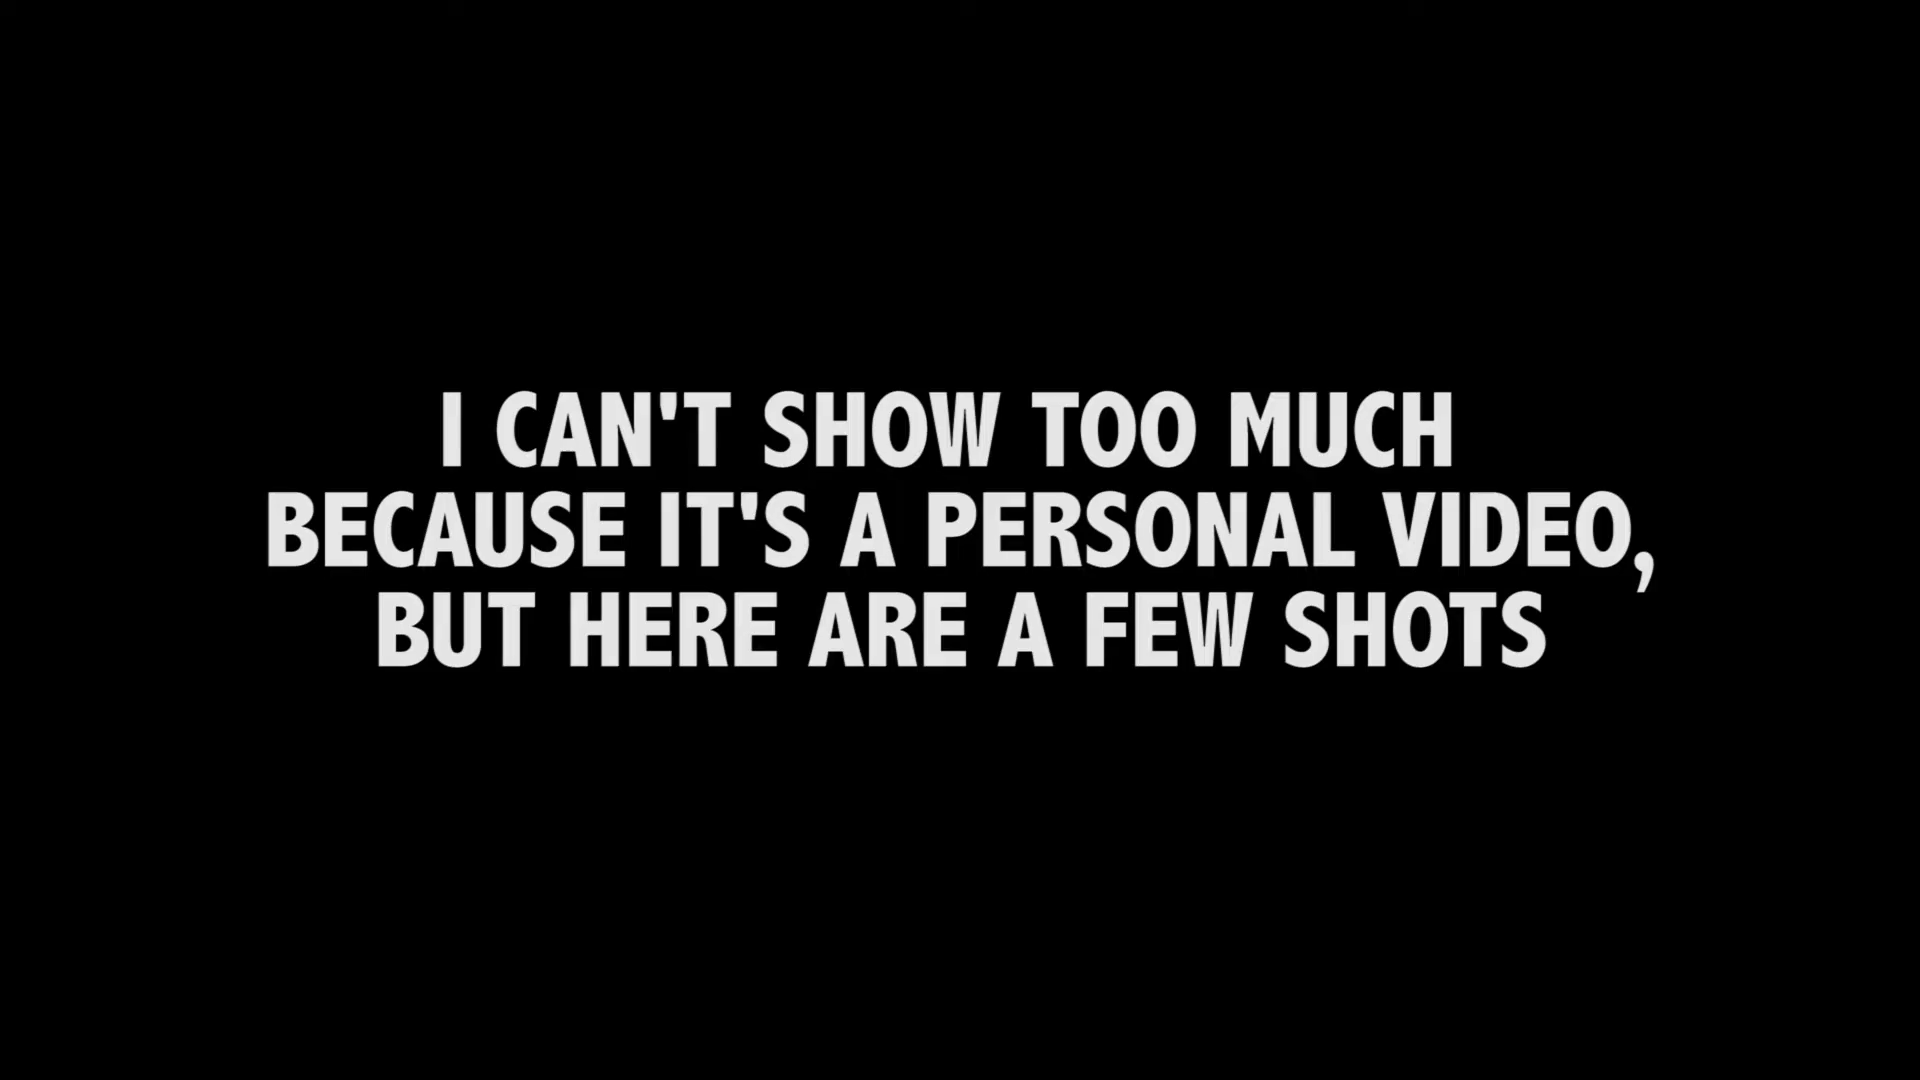 I CAN'T SHOW TOO MUCH
BECAUSE IT'S A PERSONAL VIDEO,
BUT HERE ARE A FEW SHOTS